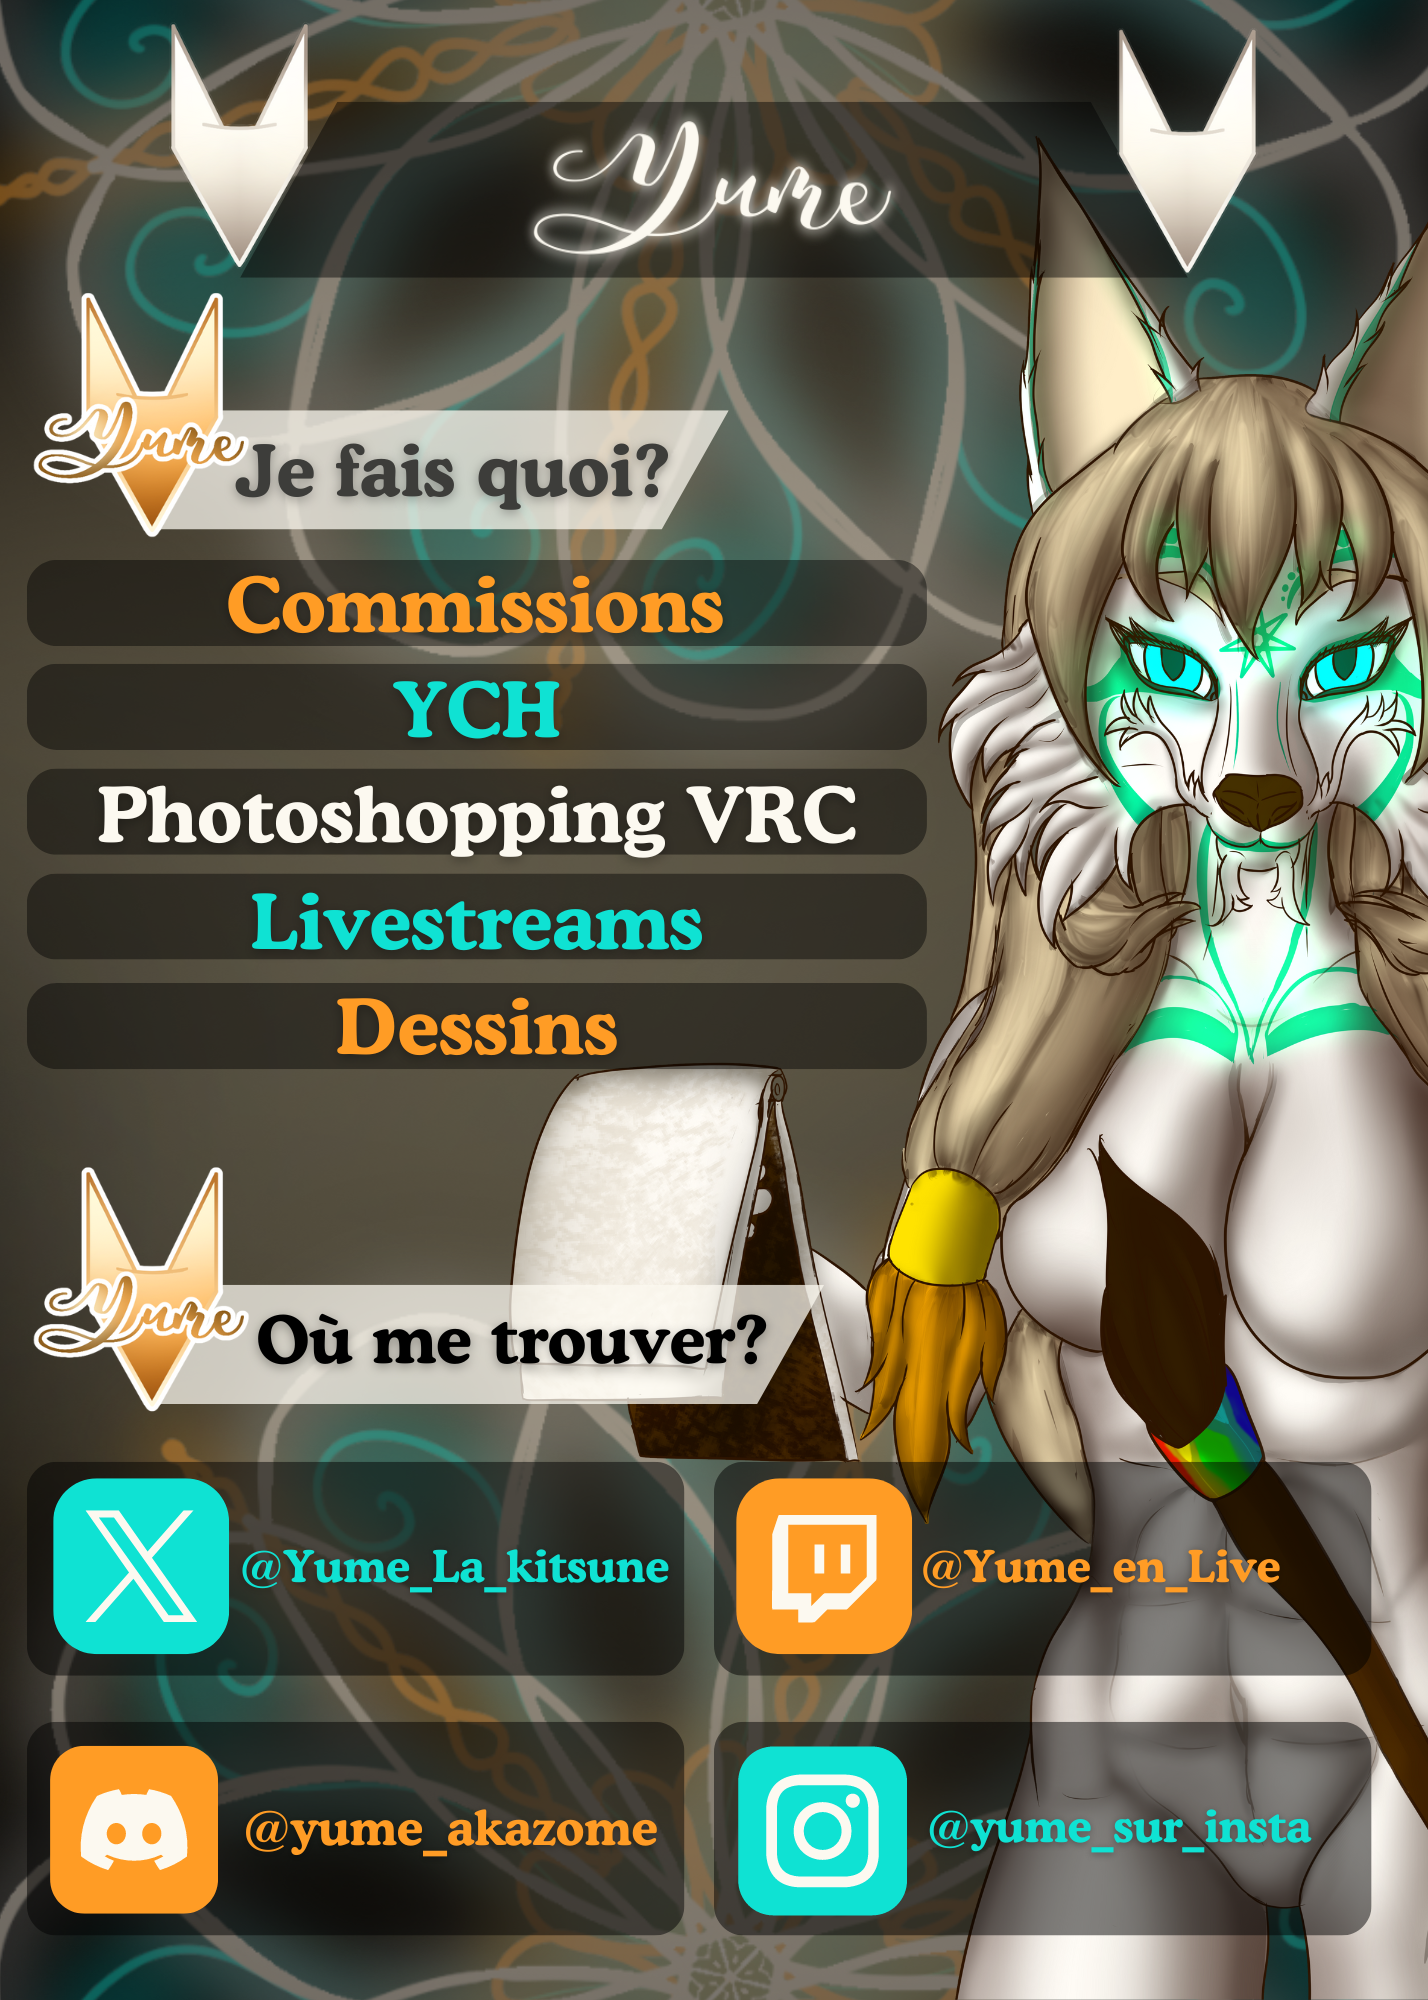 Yume
Yume
Je fais quoi?
Commissions
YCH
Photoshopping VRC
Livestreams
Dessins
Yume
Où me trouver?
@Yume_La_kitsune
@Yume_en_Live
@yume_akazome
@yume_sur_insta